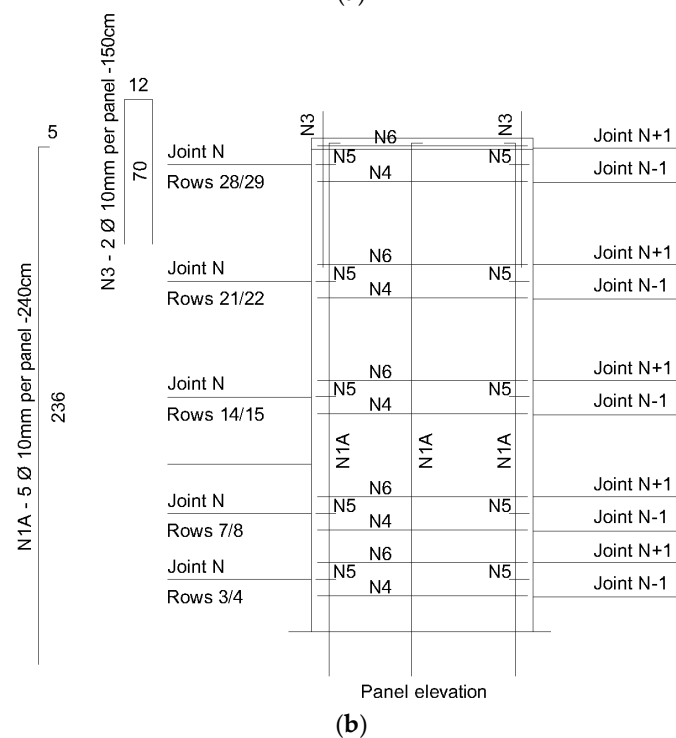 N3 - 2 Ø 10mm per panel -150cm
12
70
5
N1A - 5 Ø 10mm per panel -240cm
236
N3
N3
N6
Joint N+1
Joint N
N5
N5
Rows 28/29
N4
Joint N-1
N6
Joint N+1
Joint N
N5
N5
Rows 21/22
N4
Joint N-1
N6
Joint N+1
Joint N
N5
N5
Rows 14/15
N4
Joint N-1
N1A
N1A
N1A
N6
Joint N+1
Joint N
N5
N5
Rows 7/8
N4
Joint N-1
N6
Joint N+1
Joint N
N5
N5
Rows 3/4
N4
Joint N-1
Panel elevation
(b)